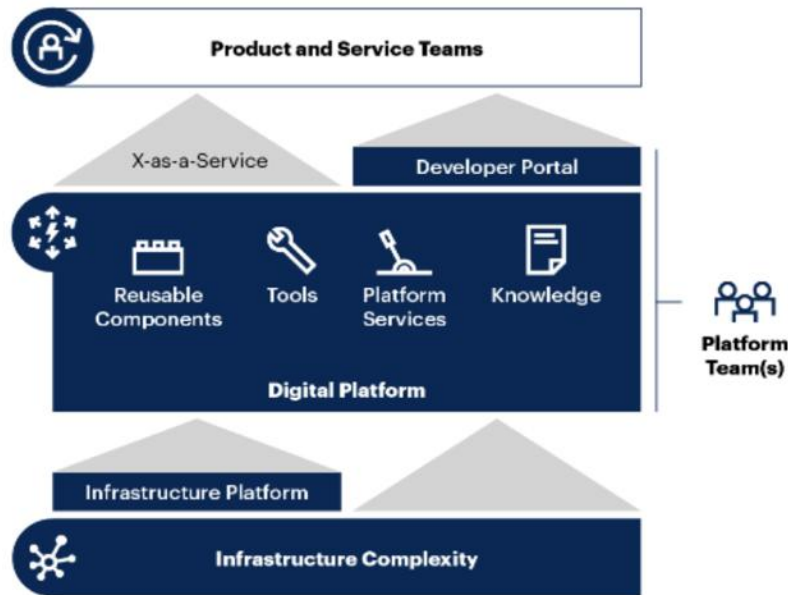 Product and Service Teams
X-as-a-Service
Developer Portal
Reusable
Components
Tools
Platform
Services
Knowledge
Platform
Team(s)
Digital Platform
Infrastructure Platform
Infrastructure Complexity